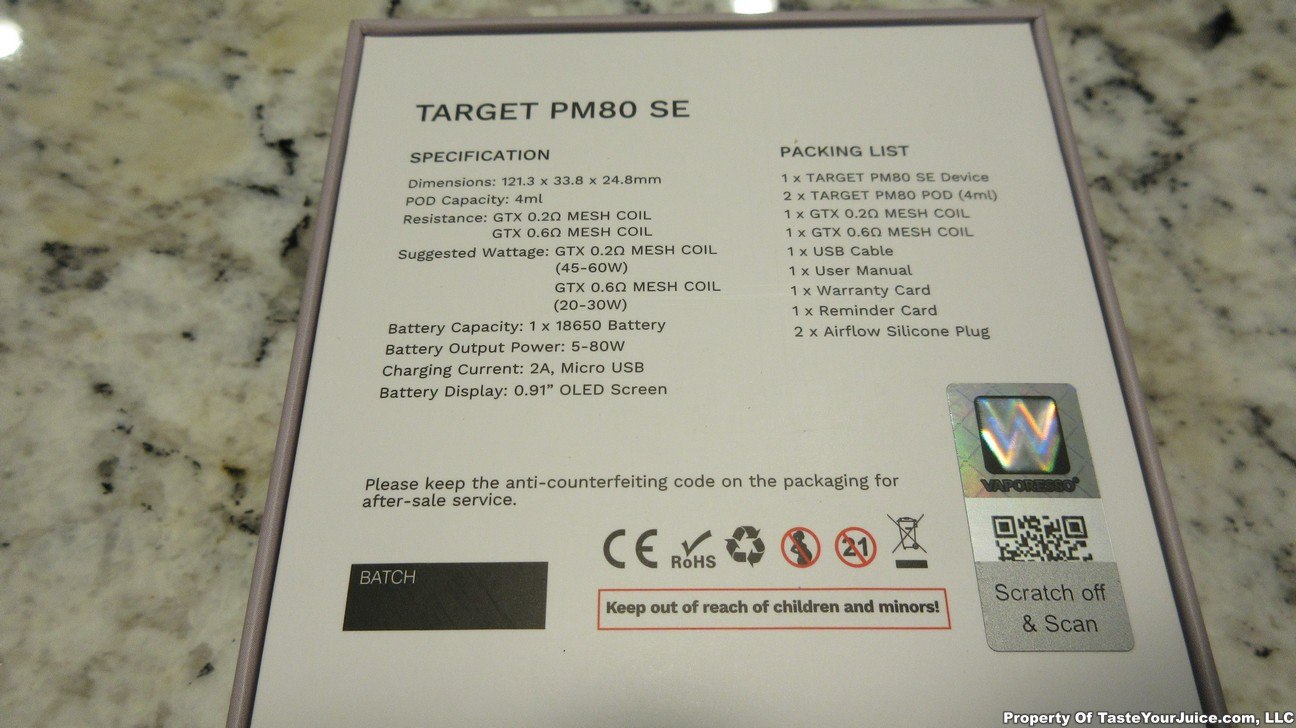 TARGET PM80 SE
SPECIFICATION
Dimensions: 121.3 x 33.8 x 24.8mm
POD Capacity: 4ml
Resistance: GTX 0.2Ω MESH COIL
GTX 0.6Ω MESH COIL
Suggested Wattage: GTX 0.2Ω MESH COIL
(45-60W)
GTX 0.6Ω MESH COIL
(20-30W)
Battery Capacity: 1 x 18650 Battery
Battery Output Power: 5-80W
Charging Current: 2A, Micro USB
Battery Display: 0.91” OLED Screen
PACKING LIST
1 x TARGET PM80 SE Device
2 x TARGET PM80 POD (4ml)
1 x GTX 0.2Ω MESH COIL
1 x GTX 0.6Ω MESH COIL
1 x USB Cable
1 x User Manual
1 x Warranty Card
1 x Reminder Card
2 x Airflow Silicone Plug
Please keep the anti-counterfeiting code on the packaging for
after-sale service.
CE RoHS 21
BATCH
Keep out of reach of children and minors!
VAPORESSO®
Scratch off
& Scan
Property Of TasteYourJuice.com, LLC